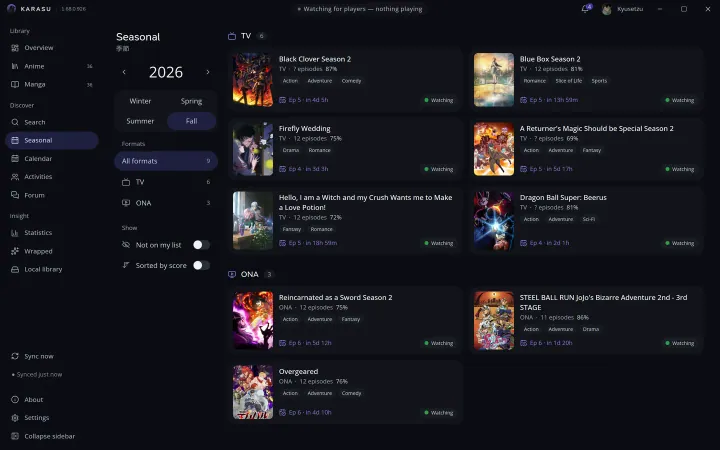 KARASU
1.69.0.926
Watching for players — nothing playing
4
Kyusetzu
Library
Overview
Anime 36
Manga 36
Discover
Search
Seasonal
Calendar
Activities
Forum
Insight
Statistics
Wrapped
Local library
Sync now
Synced just now
About
Settings
Collapse sidebar
Seasonal
季節
2026
Winter Spring
Summer Fall
Formats
All formats 9
TV 6
ONA 3
Show
Not on my list
Sorted by score
TV 6
Black Clover Season 2
TV · ? episodes 87%
Action Adventure Comedy
Ep 5 · in 4d 5h Watching
Blue Box Season 2
TV · 12 episodes 81%
Romance Slice of Life Sports
Ep 5 · in 13h 59m Watching
Firefly Wedding
TV · 12 episodes 75%
Drama Romance
Ep 4 · in 3d 3h Watching
A Returner's Magic Should be Special Season 2
TV · ? episodes 69%
Action Adventure Fantasy
Ep 5 · in 5d 17h Watching
Hello, I am a Witch and my Crush Wants me to Make
a Love Potion!
TV · 12 episodes 72%
Fantasy Romance
Ep 5 · in 18h 59m Watching
Dragon Ball Super: Beerus
TV · ? episodes 81%
Action Adventure Sci-Fi
Ep 4 · in 2d 1h Watching
ONA 3
Reincarnated as a Sword Season 2
ONA · 12 episodes 75%
Action Adventure Fantasy
Ep 6 · in 5d 12h Watching
STEEL BALL RUN JoJo's Bizarre Adventure 2nd - 3rd
STAGE
ONA · 11 episodes 86%
Action Adventure Drama
Ep 6 · in 1d 20h Watching
Overgeared
ONA · 12 episodes 76%
Action Adventure Comedy
Ep 6 · in 4d 10h Watching